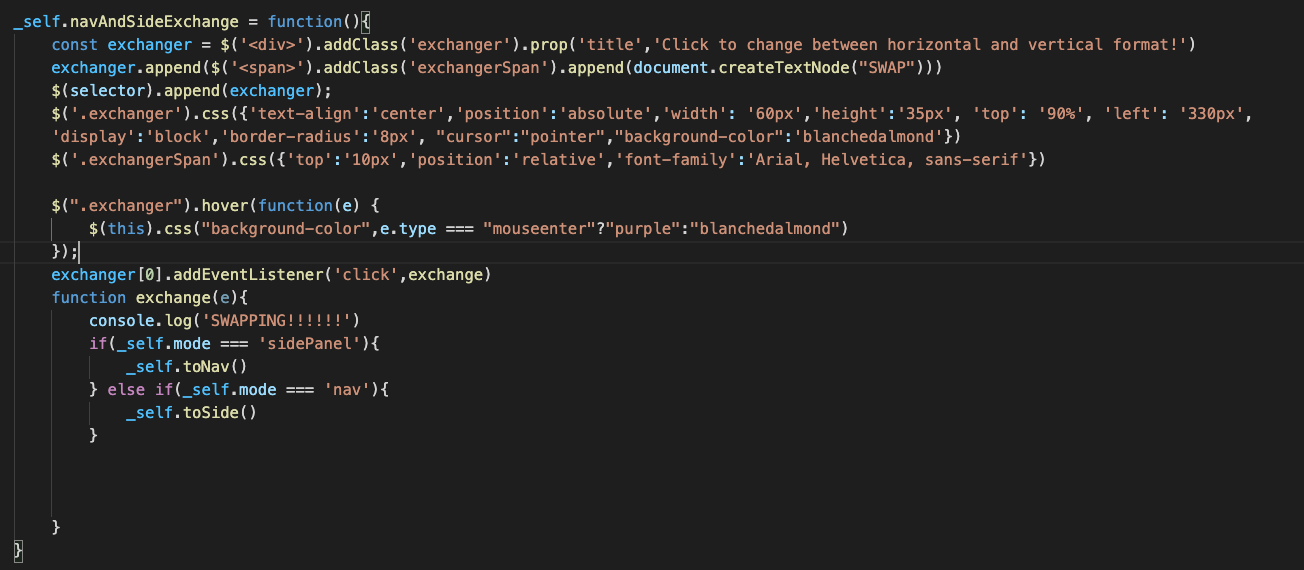 _self.navAndSideExchange = function(){
const exchanger = $('<div>').addClass('exchanger').prop('title','Click to change between horizontal and vertical format!')
exchanger.append($('<span>').addClass('exchangerSpan').append(document.createTextNode("SWAP")))
$(selector).append(exchanger);
$('.exchanger').css({'text-align':'center','position':'absolute','width': '60px','height':'35px', 'top': '90%', 'left': '330px',
'display':'block','border-radius':'8px', "cursor":"pointer","background-color":'blanchedalmond'})
$('.exchangerSpan').css({'top':'10px','position':'relative','font-family':'Arial, Helvetica, sans-serif'})
$(".exchanger").hover(function(e) {
$(this).css("background-color",e.type === "mouseenter"?"purple":"blanchedalmond")
});
exchanger[0].addEventListener('click',exchange)
function exchange(e){
console.log('SWAPPING!!!!!!')
if(_self.mode === 'sidePanel'){
_self.toNav()
} else if(_self.mode === 'nav'){
_self.toSide()
}
}
}